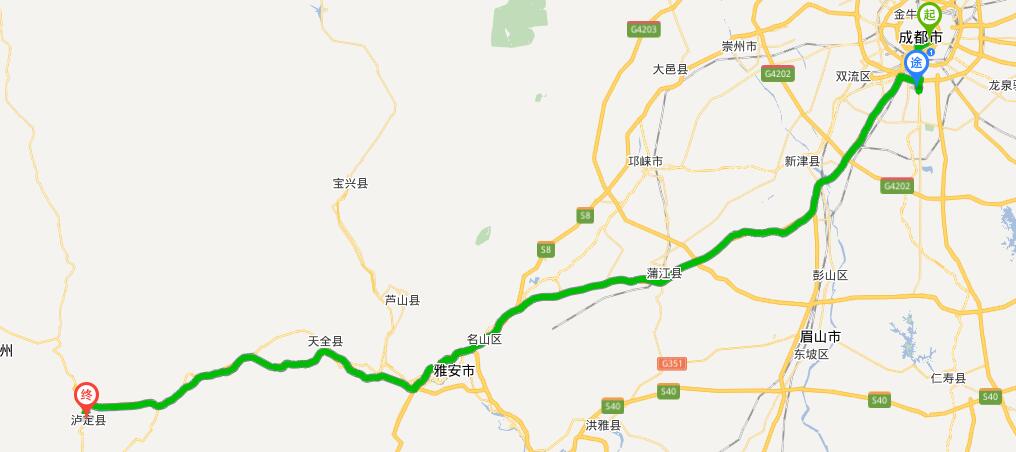 金牛
起
G4203
成都市
崇州市
1
途
大邑县
G4202
双流区
龙泉驿
邛崃市
新津县
宝兴县
G4202
S8
S8
蒲江县
彭山区
芦山县
眉山市
天全县
名山区
州
东坡区
G351
雅安市
仁寿县
终
S40
S40
S40
S40
泸定县
洪雅县